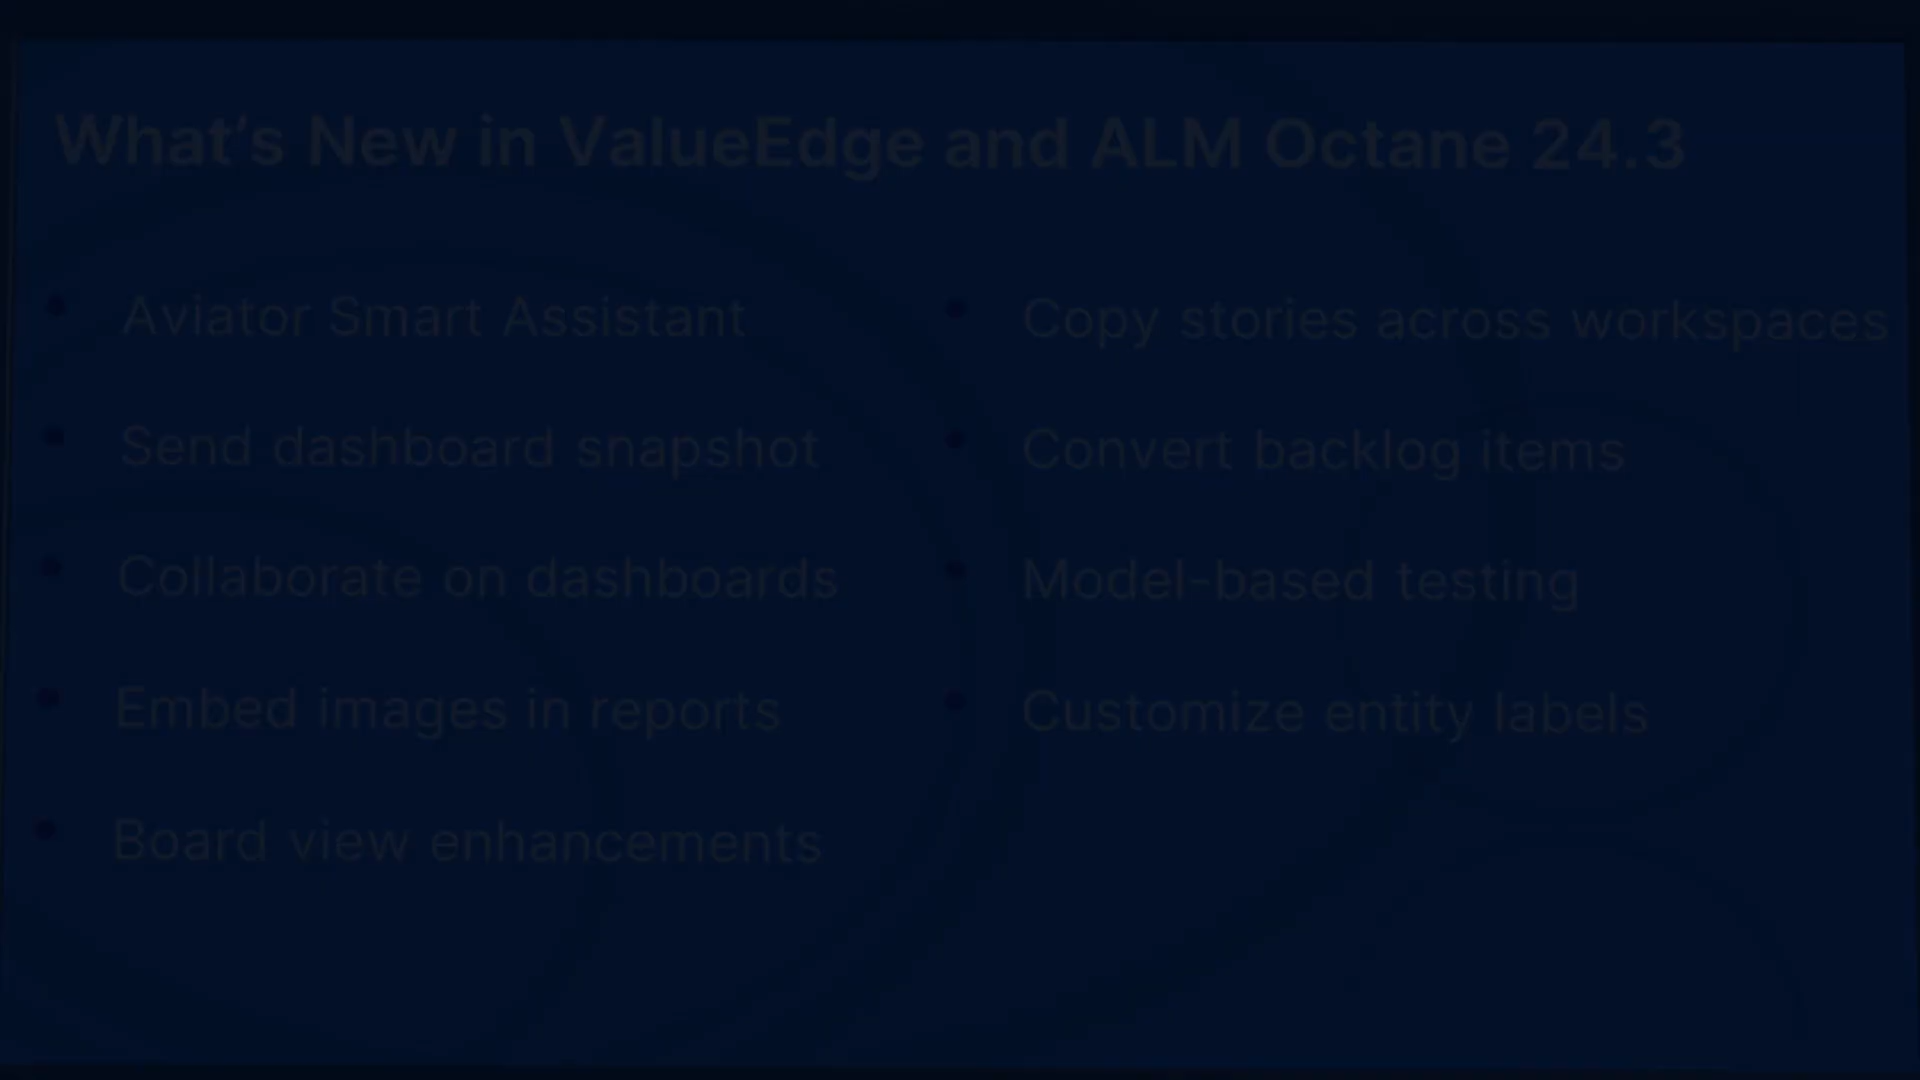 What's New in ValueEdge and ALM Octane 24.3
Aviator Smart Assistant
Send dashboard snapshot
Collaborate on dashboards
Embed images in reports
Board view enhancements
Copy stories across workspaces
Convert backlog items
Model-based testing
Customize entity labels